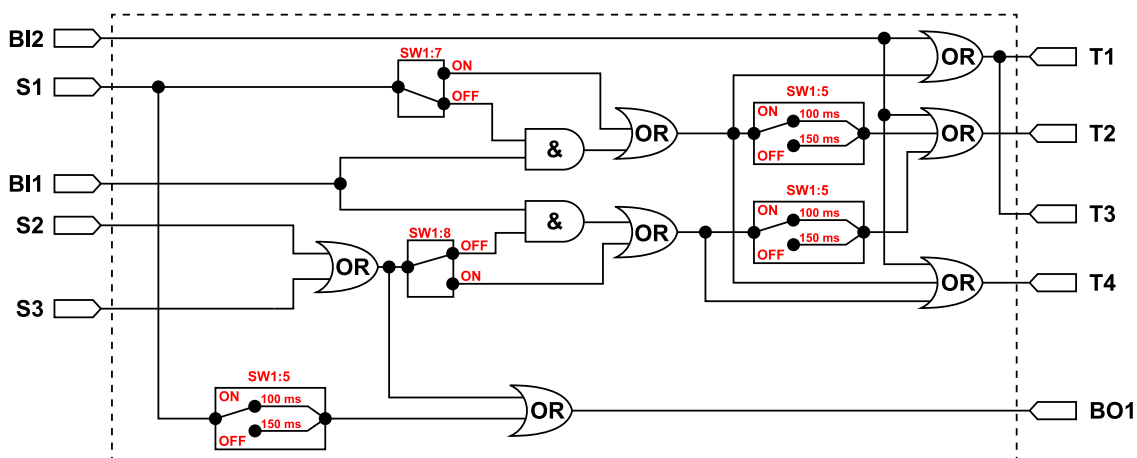 BI2
OR
T1
SW1:7
ON
S1
OFF
SW1:5
ON
100 ms
150 ms
OFF
OR
T2
OR
&
BI1
SW1:5
ON
100 ms
150 ms
OFF
T3
S2
&
OR
SW1:8
OFF
ON
OR
S3
OR
T4
SW1:5
ON
100 ms
150 ms
OFF
OR
BO1